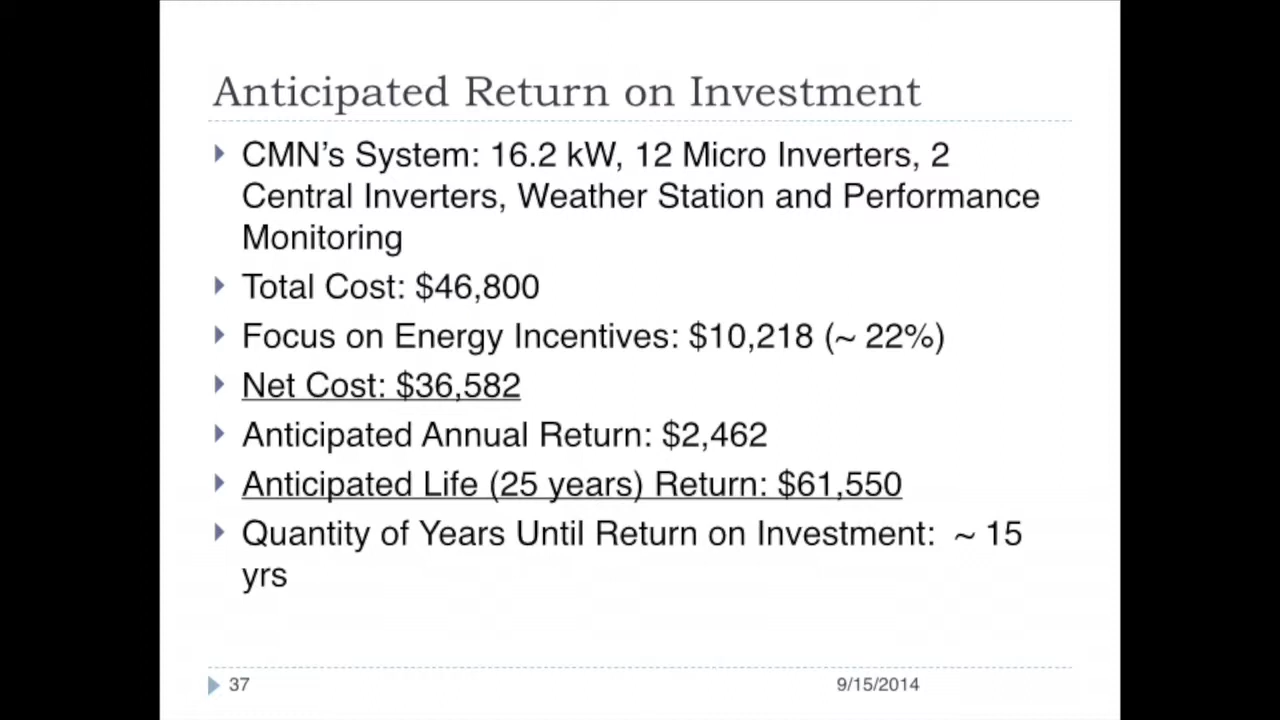 Anticipated Return on Investment
CMN’s System: 16.2 kW, 12 Micro Inverters, 2
Central Inverters, Weather Station and Performance
Monitoring
Total Cost: $46,800
Focus on Energy Incentives: $10,218 (~ 22%)
Net Cost: $36,582
Anticipated Annual Return: $2,462
Anticipated Life (25 years) Return: $61,550
Quantity of Years Until Return on Investment:  ~ 15
yrs
37
9/15/2014